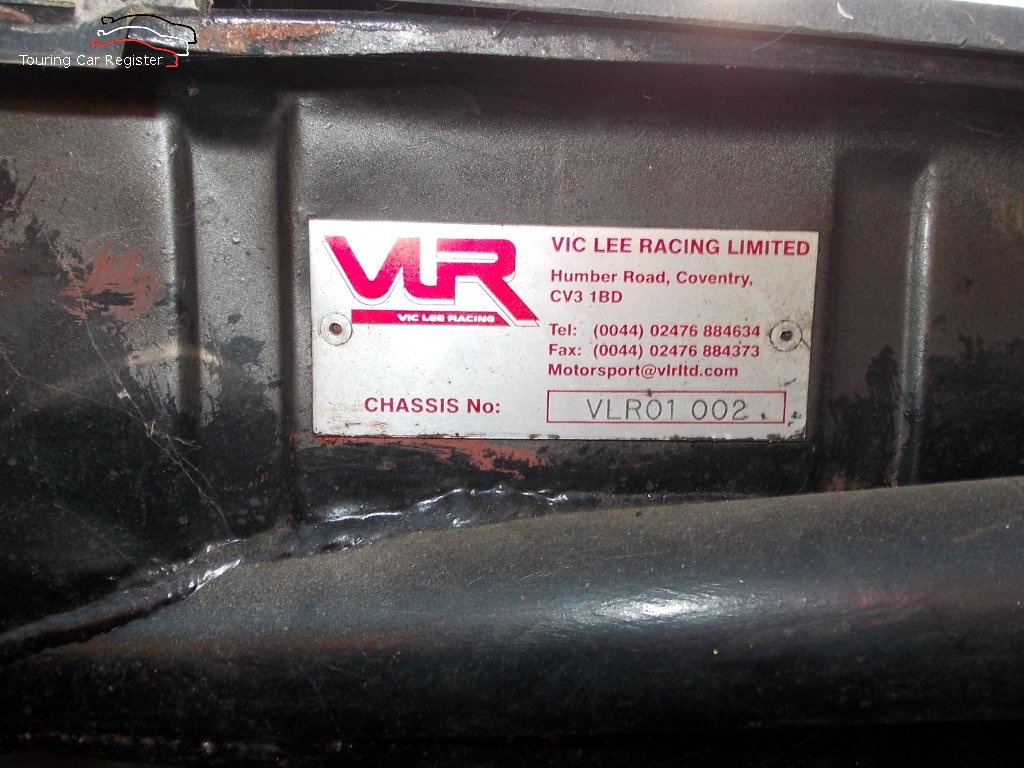 Touring Car Register
VLR
VIC LEE RACING
VIC LEE RACING LIMITED
Humber Road, Coventry,
CV3 1BD
Tel: (0044) 02476 884634
Fax: (0044) 02476 884373
Motorsport@vlrltd.com
CHASSIS No: VLR01 002